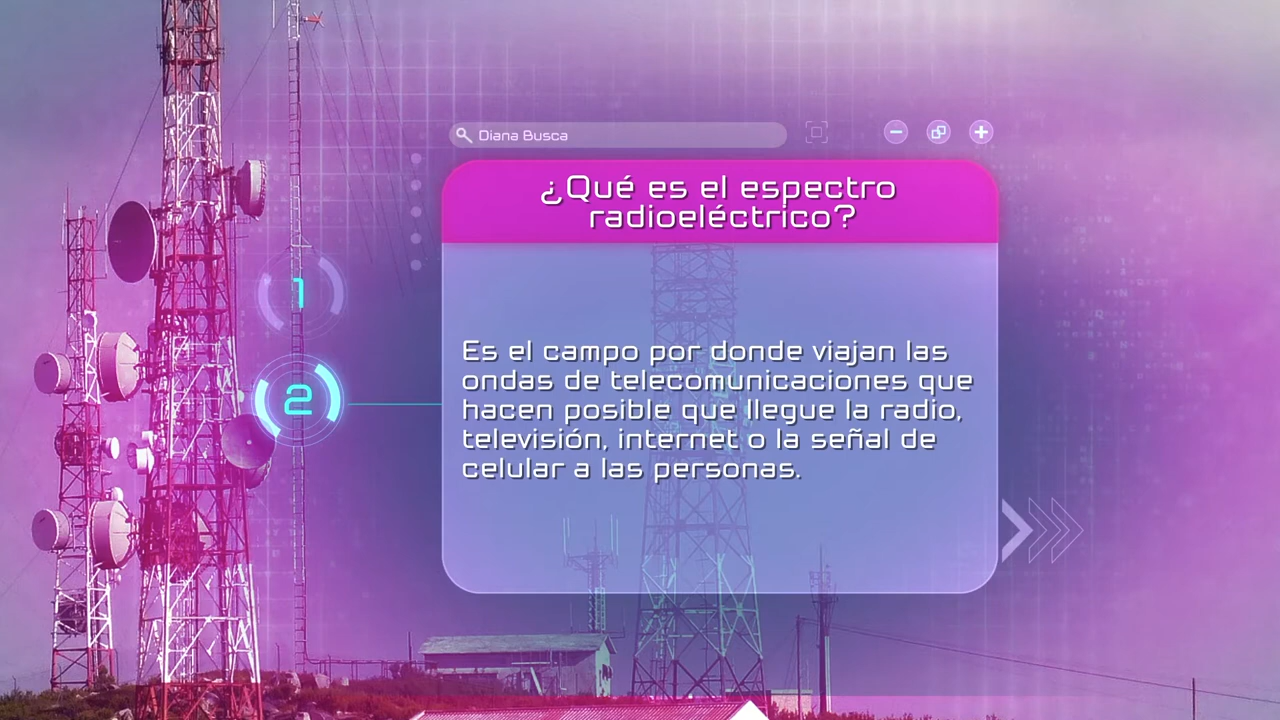 Diana Busca
¿Qué es el espectro
radioeléctrico?
1
2
Es el campo por donde viajan las
ondas de telecomunicaciones que
hacen posible que llegue la radio,
televisión, internet o la señal de
celular a las personas.